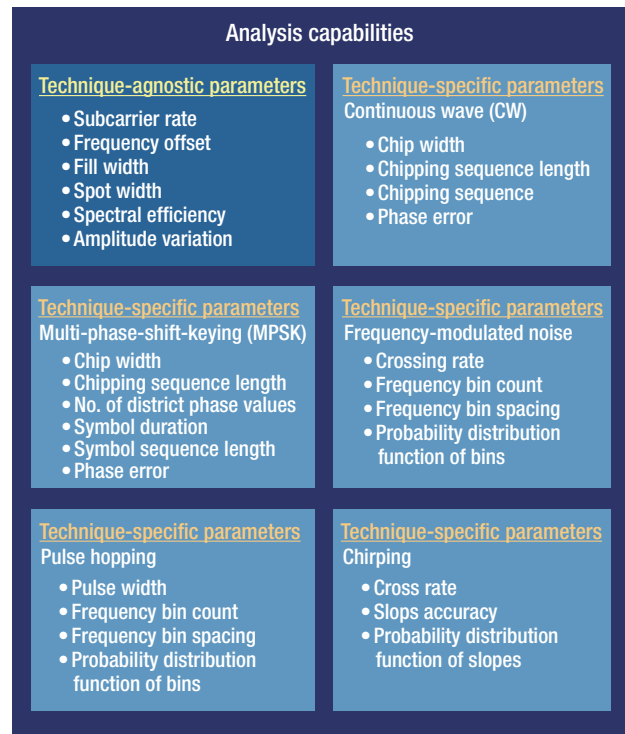 Analysis capabilities
Technique-agnostic parameters
• Subcarrier rate
• Frequency offset
• Fill width
• Spot width
• Spectral efficiency
• Amplitude variation
Technique-specific parameters
Continuous wave (CW)
• Chip width
• Chipping sequence length
• Chipping sequence
• Phase error
Technique-specific parameters
Multi-phase-shift-keying (MPSK)
• Chip width
• Chipping sequence length
• No. of district phase values
• Symbol duration
• Symbol sequence length
• Phase error
Technique-specific parameters
Frequency-modulated noise
• Crossing rate
• Frequency bin count
• Frequency bin spacing
• Probability distribution
function of bins
Technique-specific parameters
Pulse hopping
• Pulse width
• Frequency bin count
• Frequency bin spacing
• Probability distribution
function of bins
Technique-specific parameters
Chirping
• Cross rate
• Slops accuracy
• Probability distribution
function of slopes